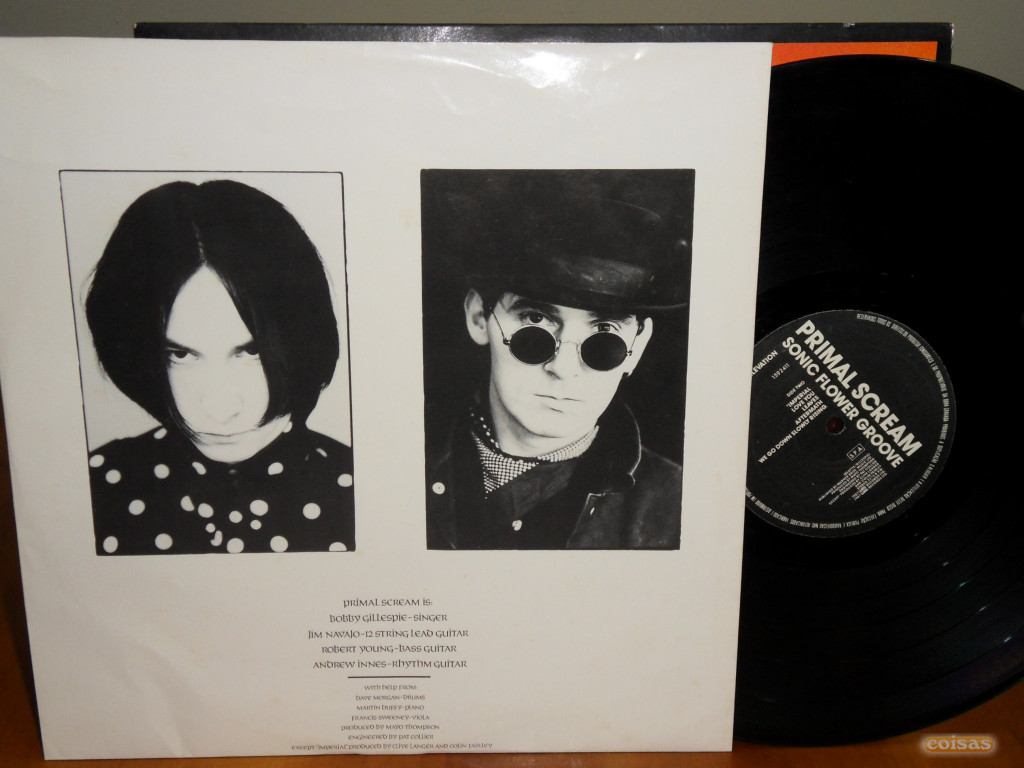 PRIMAL SCREAM IS:
BOBBY GILLESPIE-SINGER
JIM NAVAJO-12 STRING LEAD GUITAR
ROBERT YOUNG-BASS GUITAR
ANDREW INNES-RHYTHM GUITAR
WITH HELP FROM:
DAVE MORGAN-DRUMS
MARTIN DUFFY-PIANO
FRANCIS SWEENEY-VIOLA
PRODUCED BY MAYO THOMPSON
ENGINEERED BY PAT COLLIER
EXCEPT "IMPERIAL" PRODUCED BY CLIVE LANGER AND COLIN FAIRLEY
PRIMAL SCREAM
SONIC FLOWER GROOVE
SIDE TWO
"IMPERIAL
LOVE YOU
LEAVES
AFTERMATH
WE GO DOWN SLOWLY RISING
coisas